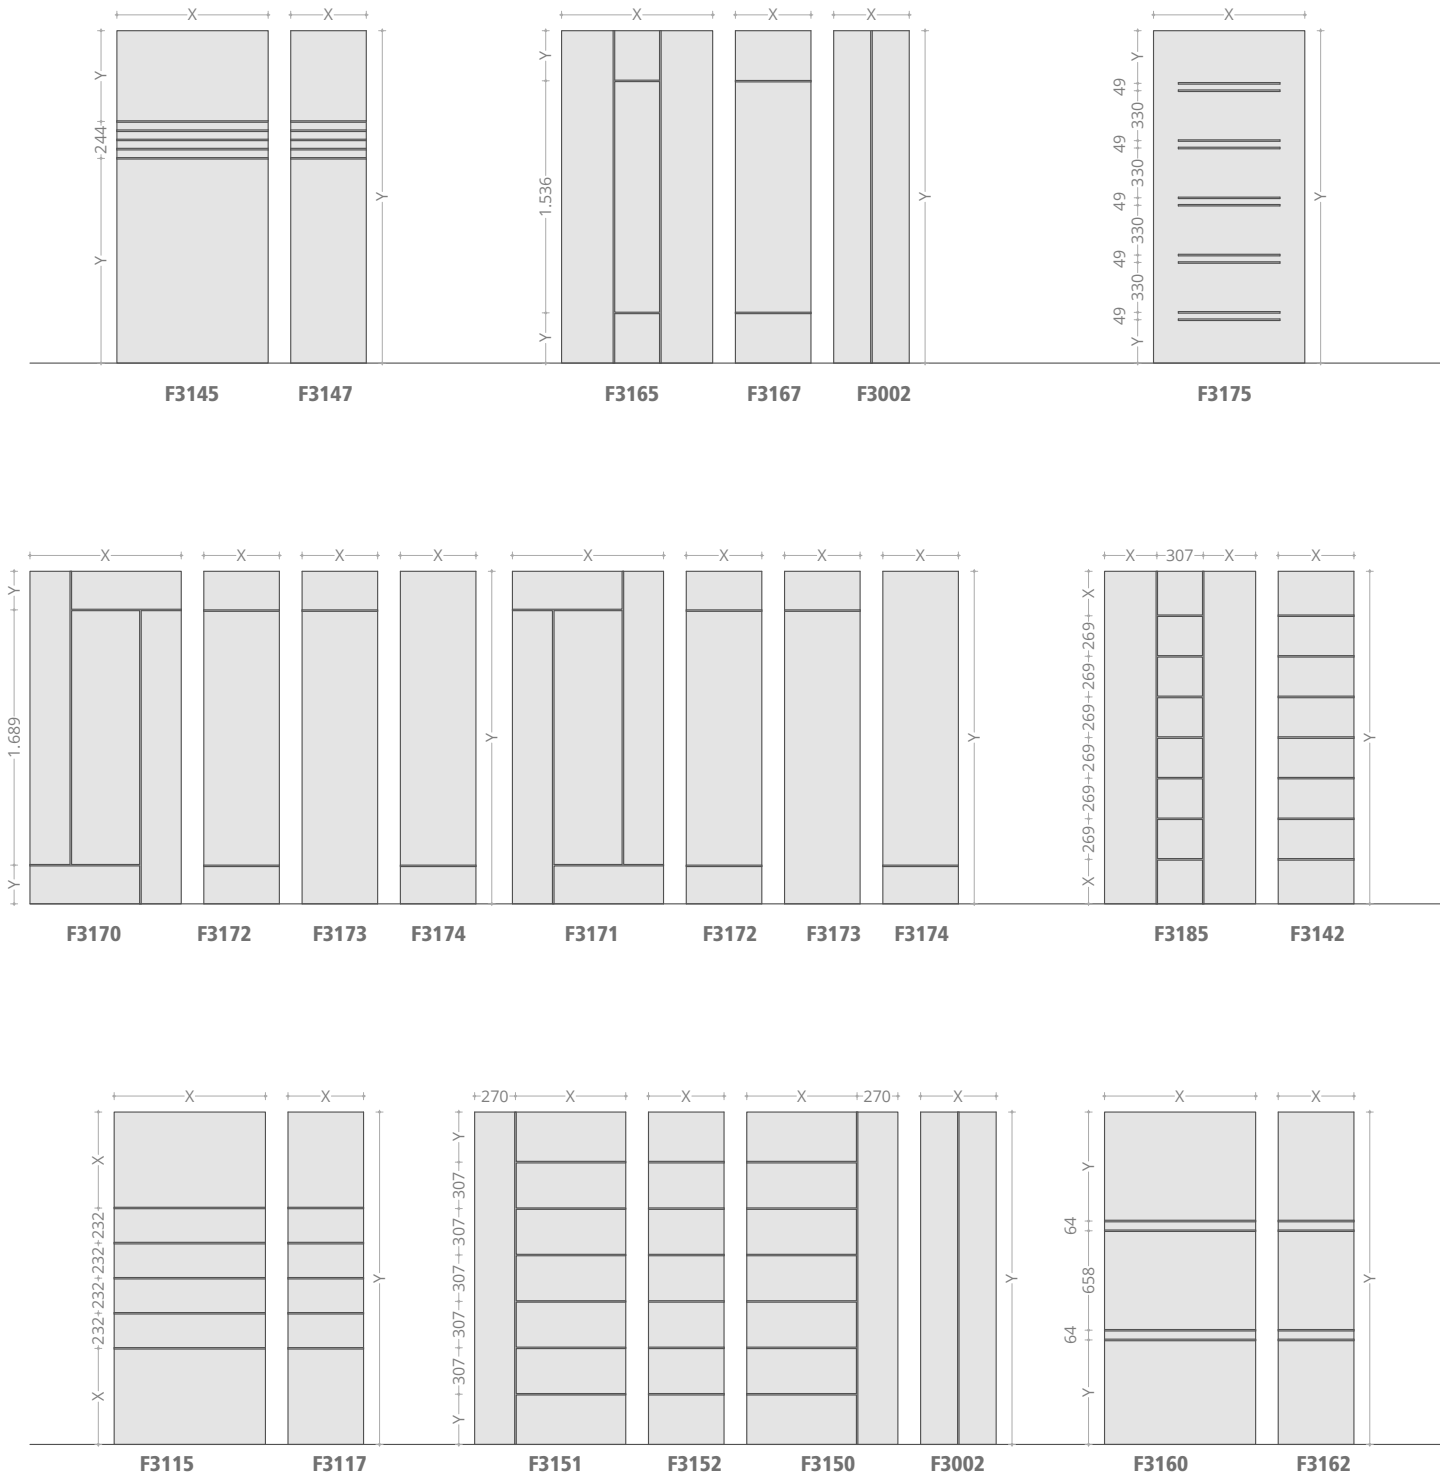 X X X X X X
Y 244 Y Y
Y 1.536 Y Y
Y 49 330 49 330 49 330 49 330 49 Y Y
F3145 F3147 F3165 F3167 F3002 F3175
X X X X X X X X X 307 X X
Y 1.689 Y Y Y
X 269 269 269 269 269 269 X Y
F3170 F3172 F3173 F3174 F3171 F3172 F3173 F3174 F3185 F3142
X X 270 X X X 270 X X X
X 232 232 232 232 X Y
Y 307 307 307 307 307 Y Y
Y 64 658 64 Y Y
F3115 F3117 F3151 F3152 F3150 F3002 F3160 F3162